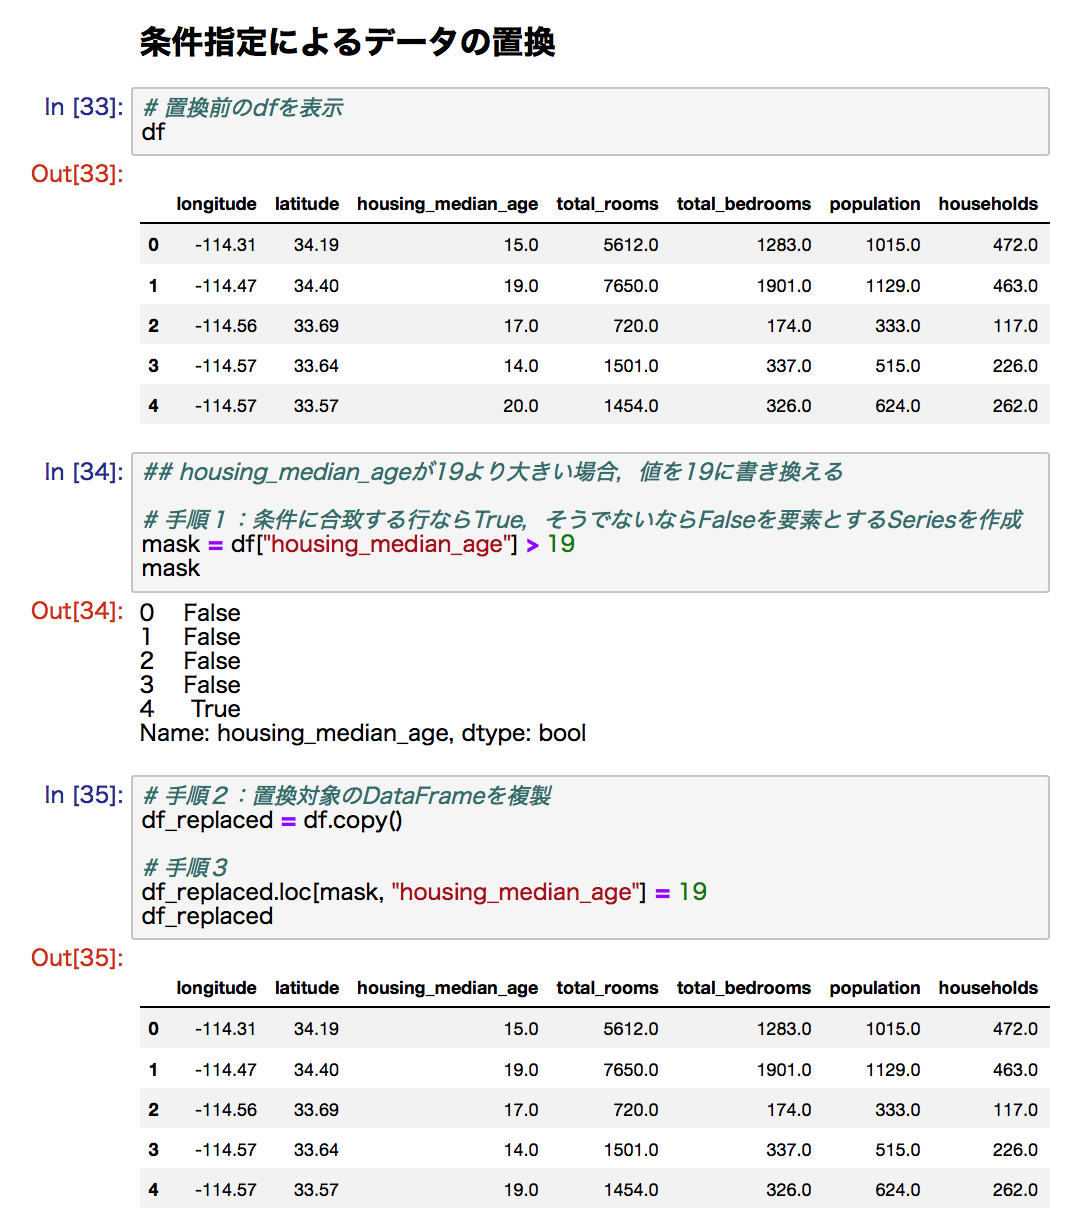 条件指定によるデータの置換
In [33]:
# 置換前のdfを表示
df
Out[33]:
longitude latitude housing_median_age total_rooms total_bedrooms population households
0 -114.31 34.19 15.0 5612.0 1283.0 1015.0 472.0
1 -114.47 34.40 19.0 7650.0 1901.0 1129.0 463.0
2 -114.56 33.69 17.0 720.0 174.0 333.0 117.0
3 -114.57 33.64 14.0 1501.0 337.0 515.0 226.0
4 -114.57 33.57 20.0 1454.0 326.0 624.0 262.0
In [34]:
## housing_median_ageが19より大きい場合，値を19に書き換える
# 手順１：条件に合致する行ならTrue，そうでないならFalseを要素とするSeriesを作成
mask = df["housing_median_age"] > 19
mask
Out[34]:
0 False
1 False
2 False
3 False
4 True
Name: housing_median_age, dtype: bool
In [35]:
# 手順２：置換対象のDataFrameを複製
df_replaced = df.copy()
# 手順３
df_replaced.loc[mask, "housing_median_age"] = 19
df_replaced
Out[35]:
longitude latitude housing_median_age total_rooms total_bedrooms population households
0 -114.31 34.19 15.0 5612.0 1283.0 1015.0 472.0
1 -114.47 34.40 19.0 7650.0 1901.0 1129.0 463.0
2 -114.56 33.69 17.0 720.0 174.0 333.0 117.0
3 -114.57 33.64 14.0 1501.0 337.0 515.0 226.0
4 -114.57 33.57 19.0 1454.0 326.0 624.0 262.0